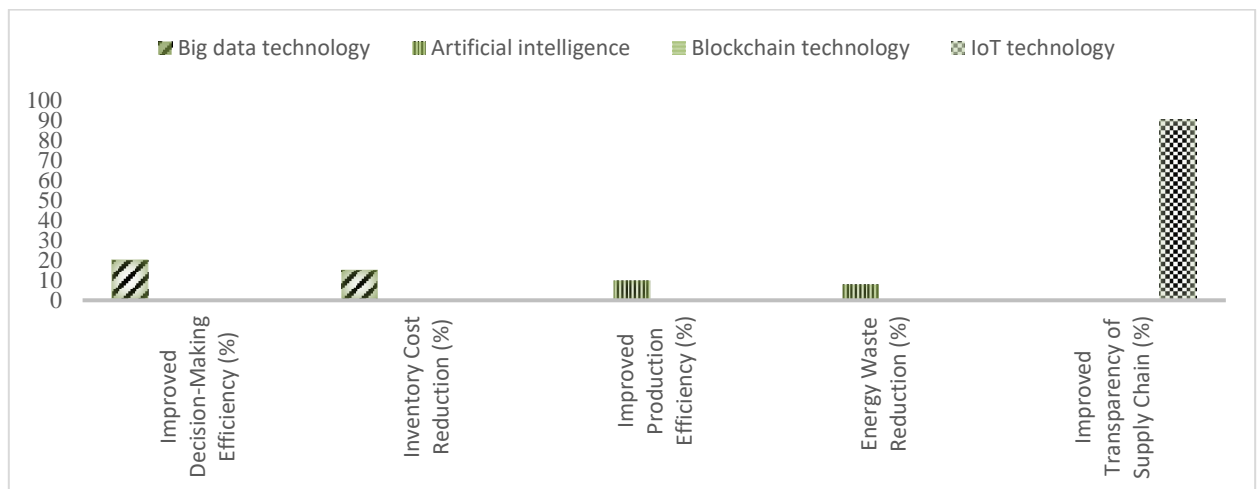 Big data technology
Artificial intelligence
Blockchain technology
IoT technology
100
90
80
70
60
50
40
30
20
10
0
Improved
Decision-Making
Efficiency (%)
Inventory Cost
Reduction (%)
Improved
Production
Efficiency (%)
Energy Waste
Reduction (%)
Improved
Transparency of
Supply Chain (%)